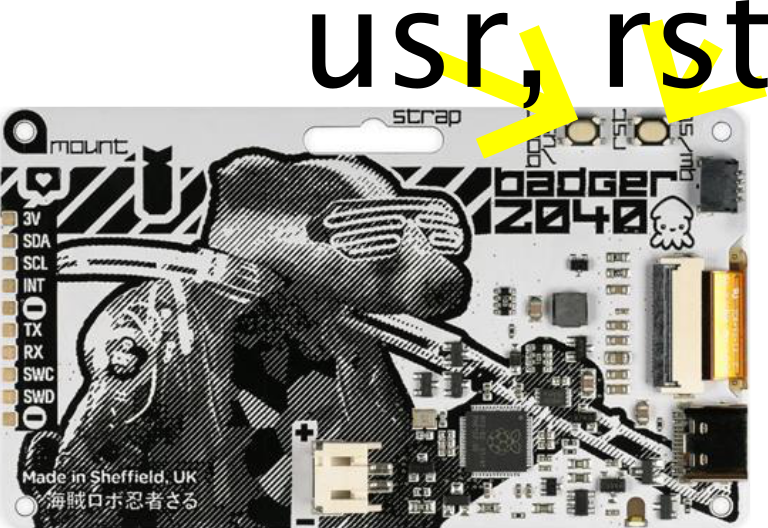 usr, rst
strap
mount
rst
badger
2040
3V
SDA
SCL
INT
TX
RX
SWC
SWD
+
-
Made in Sheffield, UK
海賊ロボ忍者さる